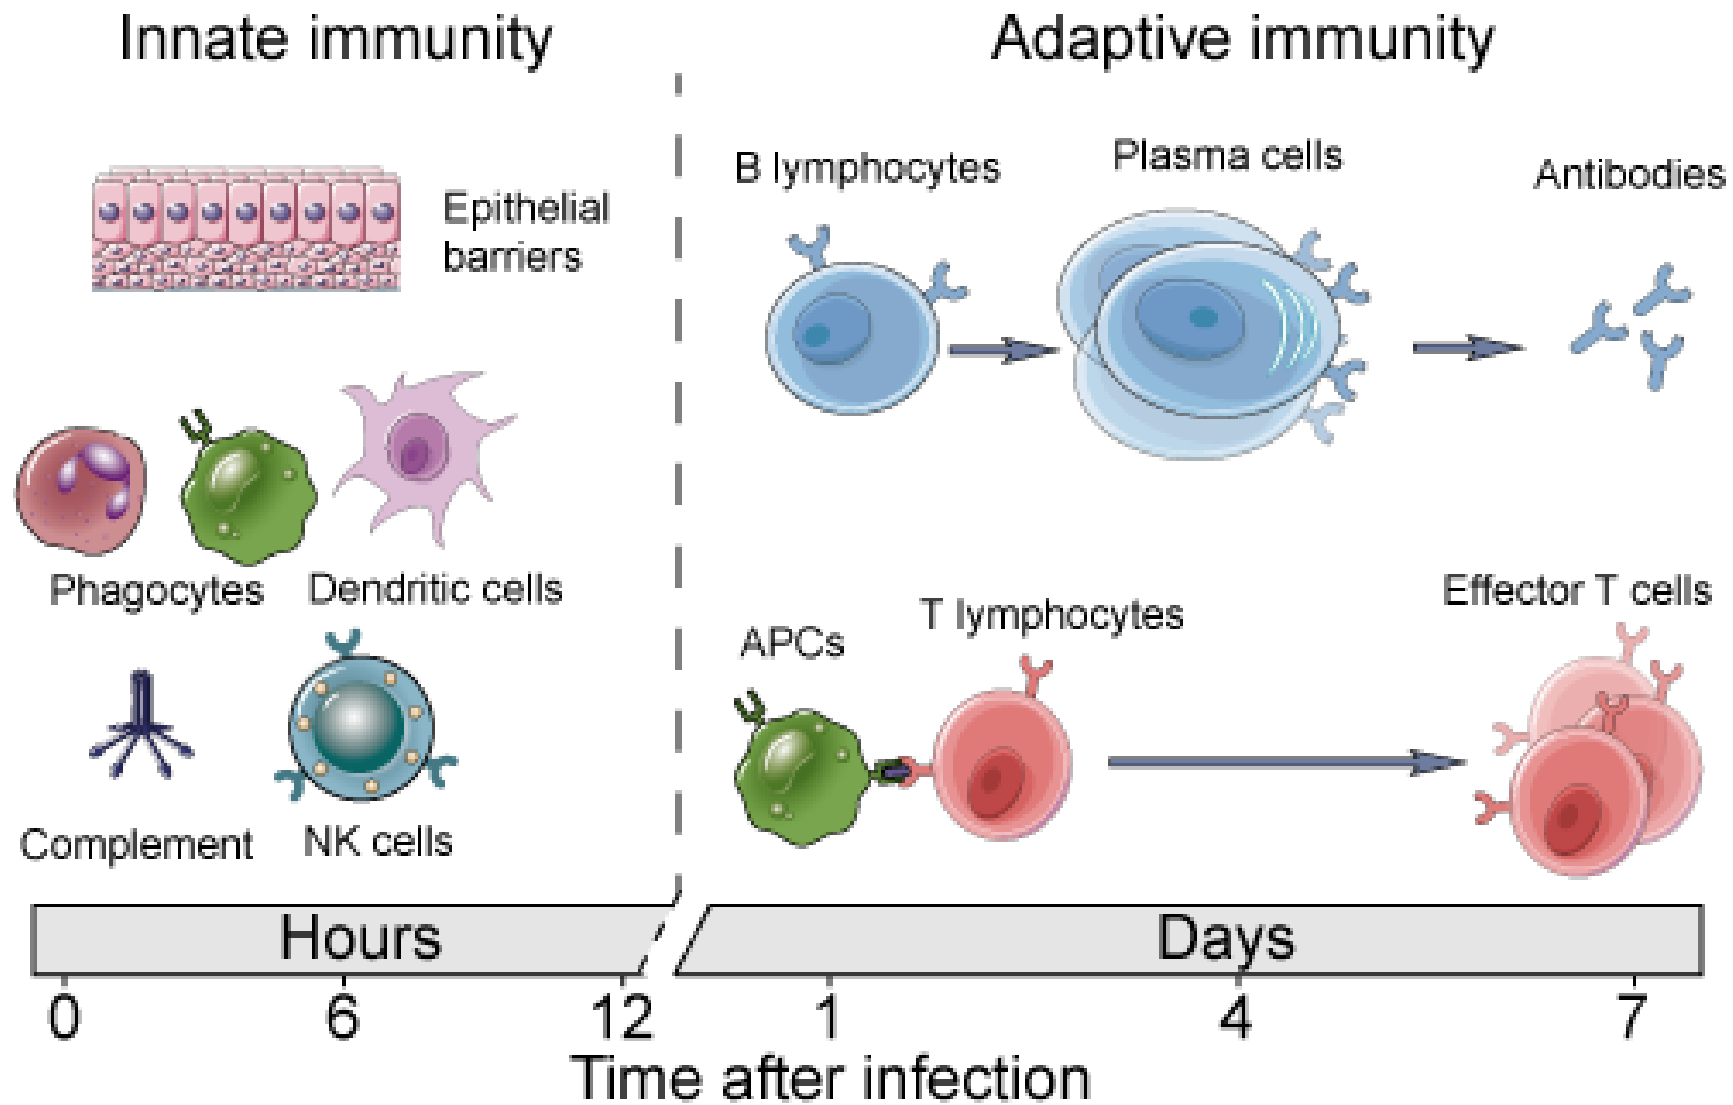 Innate immunity
Adaptive immunity
Epithelial
barriers
B lymphocytes
Plasma cells
Antibodies
Phagocytes
Dendritic cells
Complement
NK cells
APCs
T lymphocytes
Effector T cells
Hours
Days
0
6
12
1
4
7
Time after infection